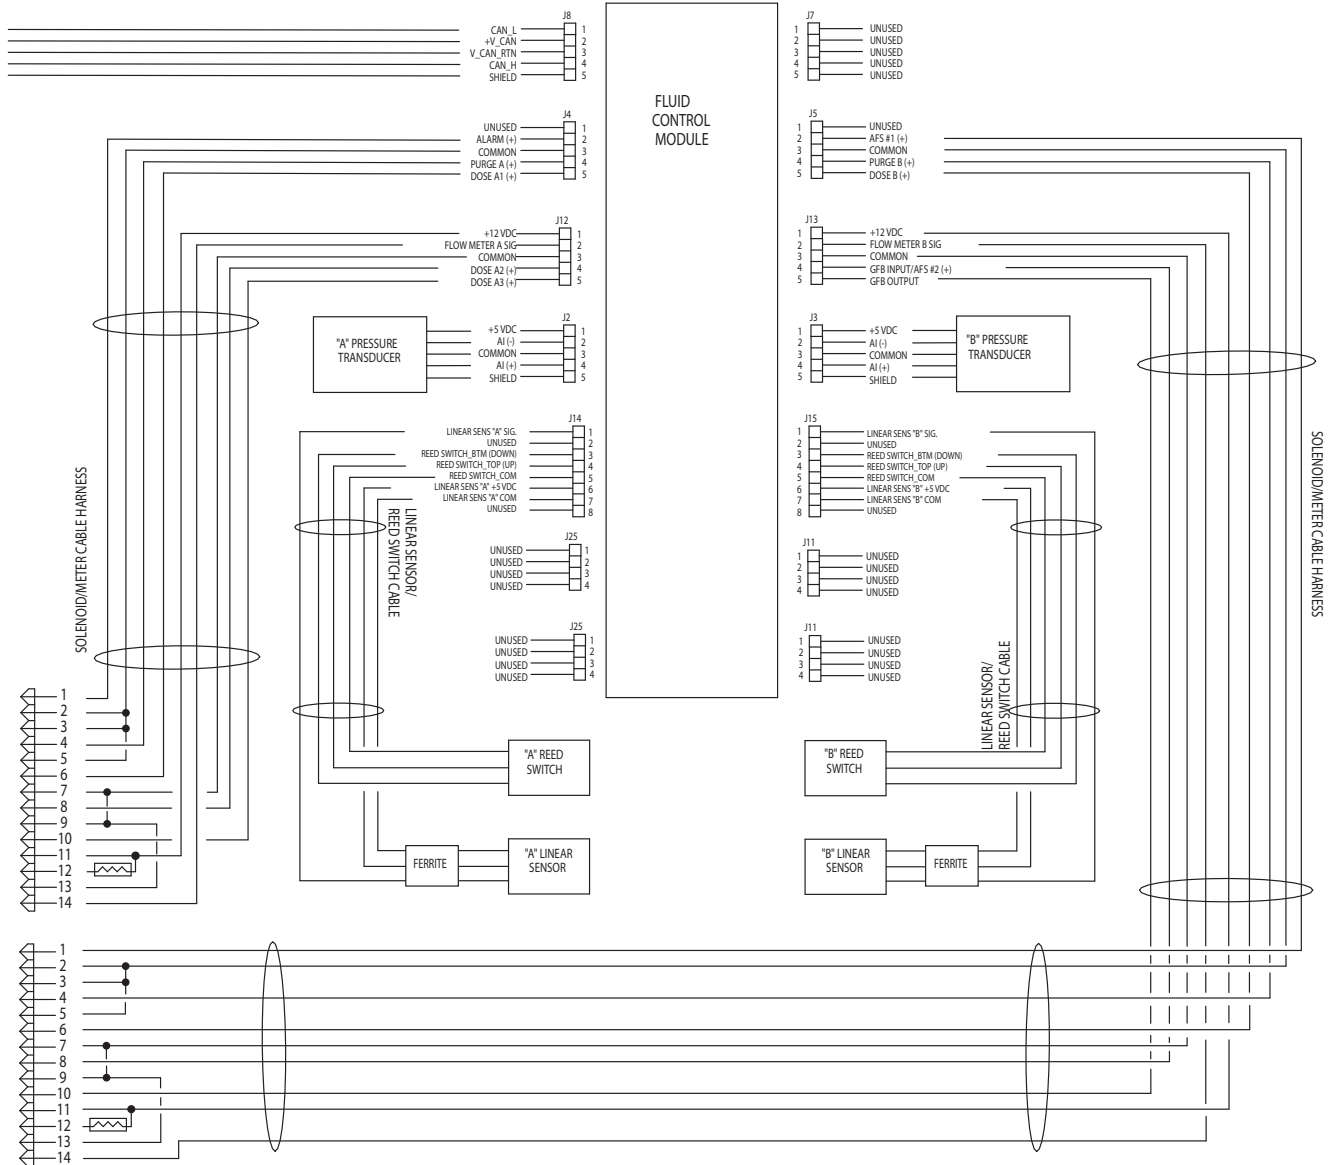 J8
CAN_L 1
+V_CAN 2
V_CAN_RTN 3
CAN_H 4
SHIELD 5
J4
UNUSED 1
ALARM (+) 2
COMMON 3
PURGE A (+) 4
DOSE A1 (+) 5
J12
+12 VDC 1
FLOW METER A SIG 2
COMMON 3
DOSE A2 (+) 4
DOSE A3 (+) 5
"A" PRESSURE
TRANSDUCER
J2
+5 VDC 1
AI (-) 2
COMMON 3
AI (+) 4
SHIELD 5
J14
LINEAR SENS "A" SIG. 1
UNUSED 2
REED SWITCH_BTM (DOWN) 3
REED SWITCH_TOP (UP) 4
REED SWITCH_COM 5
LINEAR SENS "A" +5 VDC 6
LINEAR SENS "A" COM 7
UNUSED 8
J25
UNUSED 1
UNUSED 2
UNUSED 3
UNUSED 4
J25
UNUSED 1
UNUSED 2
UNUSED 3
UNUSED 4
FLUID
CONTROL
MODULE
J7
1 UNUSED
2 UNUSED
3 UNUSED
4 UNUSED
5 UNUSED
J5
1 UNUSED
2 AFS #1 (+)
3 COMMON
4 PURGE B (+)
5 DOSE B (+)
J13
1 +12 VDC
2 FLOW METER B SIG
3 COMMON
4 GFB INPUT/AFS #2 (+)
5 GFB OUTPUT
J3
1 +5 VDC
2 AI (-)
3 COMMON
4 AI (+)
5 SHIELD
"B" PRESSURE
TRANSDUCER
J15
1 LINEAR SENS "B" SIG.
2 UNUSED
3 REED SWITCH_BTM (DOWN)
4 REED SWITCH_TOP (UP)
5 REED SWITCH_COM
6 LINEAR SENS "B" +5 VDC
7 LINEAR SENS "B" COM
8 UNUSED
J11
1 UNUSED
2 UNUSED
3 UNUSED
4 UNUSED
J11
1 UNUSED
2 UNUSED
3 UNUSED
4 UNUSED
SOLENOID/METER CABLE HARNESS
LINEAR SENSOR/
REED SWITCH CABLE
LINEAR SENSOR/
REED SWITCH CABLE
SOLENOID/METER CABLE HARNESS
"A" REED
SWITCH
"B" REED
SWITCH
FERRITE
"A" LINEAR
SENSOR
"B" LINEAR
SENSOR
FERRITE
1
2
3
4
5
6
7
8
9
10
11
12
13
14
1
2
3
4
5
6
7
8
9
10
11
12
13
14